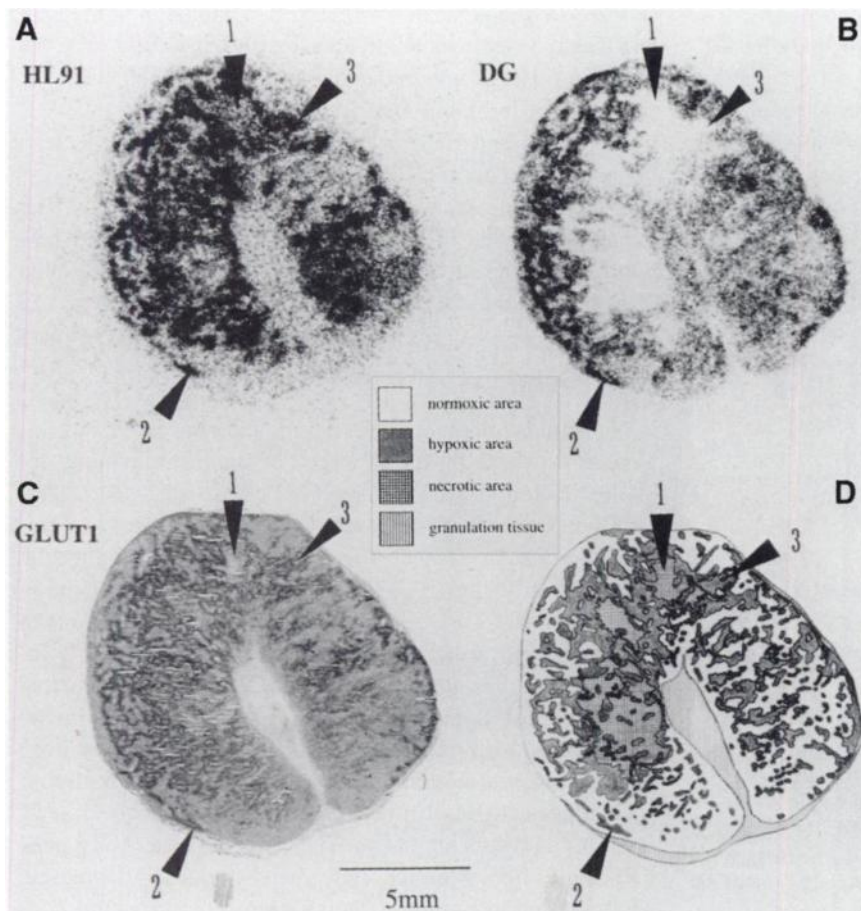 A
1
3
HL91
B
1
3
DG
2
2
normoxic area
hypoxic area
necrotic area
granulation tissue
C
1
3
GLUT1
D
1
3
2
2
5mm